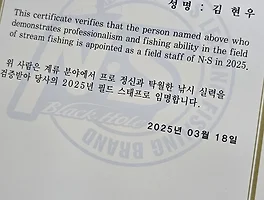 성 명 : 김 현 우
This certificate verifies that the person named above who
demonstrates professionalism and fishing ability in the field
of stream fishing is appointed as a field staff of N·S in 2025.
위 사람은 계류 분야에서 프로 정신과 탁월한 낚시 실력을
검증받아 당사의 2025년 필드 스태프로 임명합니다.
2025년 03월 18일
FISHING BRAND